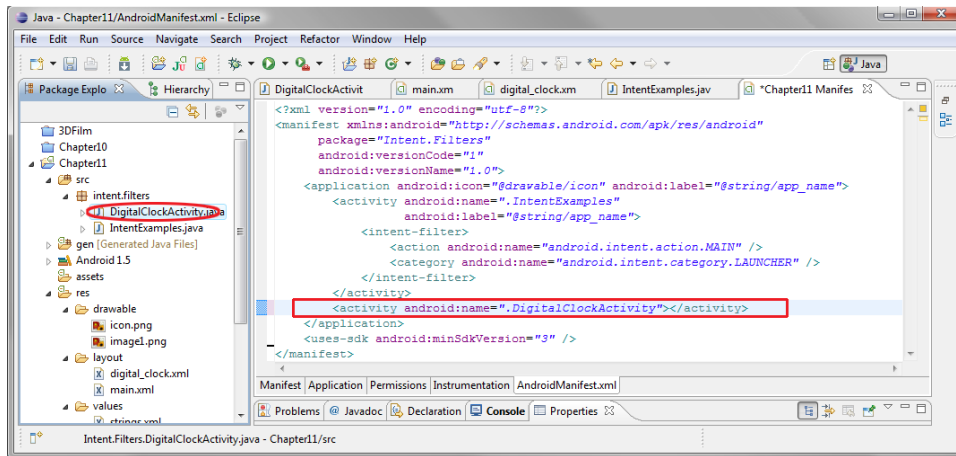 Java - Chapter11/AndroidManifest.xml - Eclipse
File Edit Run Source Navigate Search Project Refactor Window Help
Java
Package Explo Hierarchy
3DFilm
Chapter10
Chapter11
src
intent.filters
DigitalClockActivity.java
IntentExamples.java
gen [Generated Java Files]
Android 1.5
assets
res
drawable
icon.png
image1.png
layout
digital_clock.xml
main.xml
values
strings.xml
DigitalClockActivit main.xm digital_clock.xm IntentExamples.jav *Chapter11 Manifes
<?xml version="1.0" encoding="utf-8"?>
<manifest xmlns:android="http://schemas.android.com/apk/res/android"
package="Intent.Filters"
android:versionCode="1"
android:versionName="1.0">
<application android:icon="@drawable/icon" android:label="@string/app_name">
<activity android:name=".IntentExamples"
android:label="@string/app_name">
<intent-filter>
<action android:name="android.intent.action.MAIN" />
<category android:name="android.intent.category.LAUNCHER" />
</intent-filter>
</activity>
<activity android:name=".DigitalClockActivity"></activity>
</application>
<uses-sdk android:minSdkVersion="3" />
</manifest>
Manifest Application Permissions Instrumentation AndroidManifest.xml
Problems @ Javadoc Declaration Console Properties
Intent.Filters.DigitalClockActivity.java - Chapter11/src